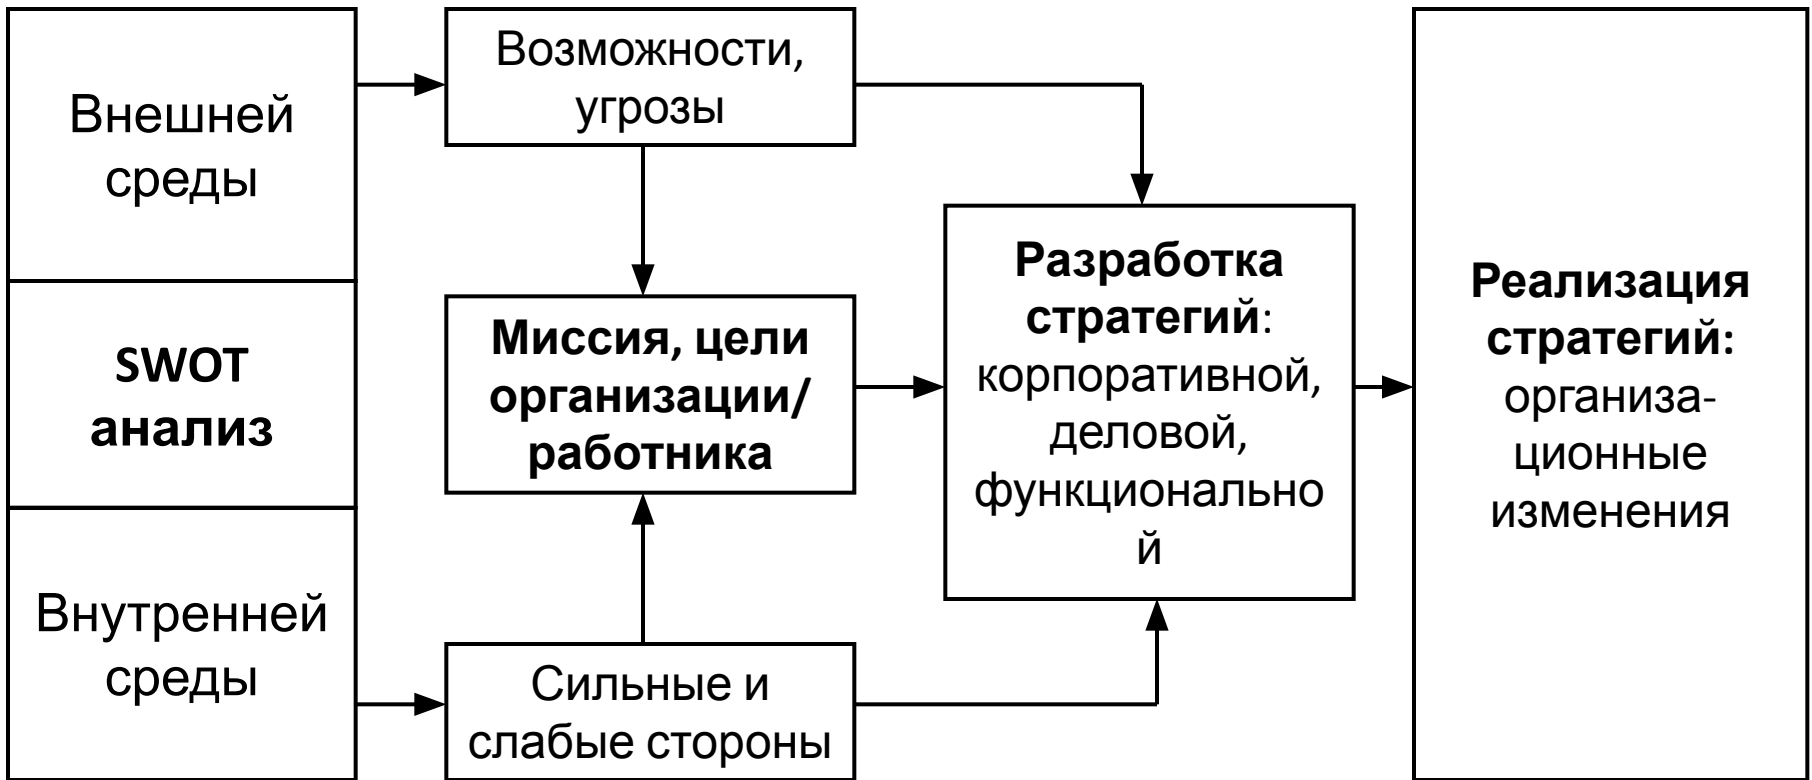 Внешней
среды
SWOT
анализ
Внутренней
среды
Возможности,
угрозы
Миссия, цели
организации/
работника
Сильные и
слабые стороны
Разработка
стратегий:
корпоративной,
деловой,
функционально
й
Реализация
стратегий:
организа-
ционные
изменения